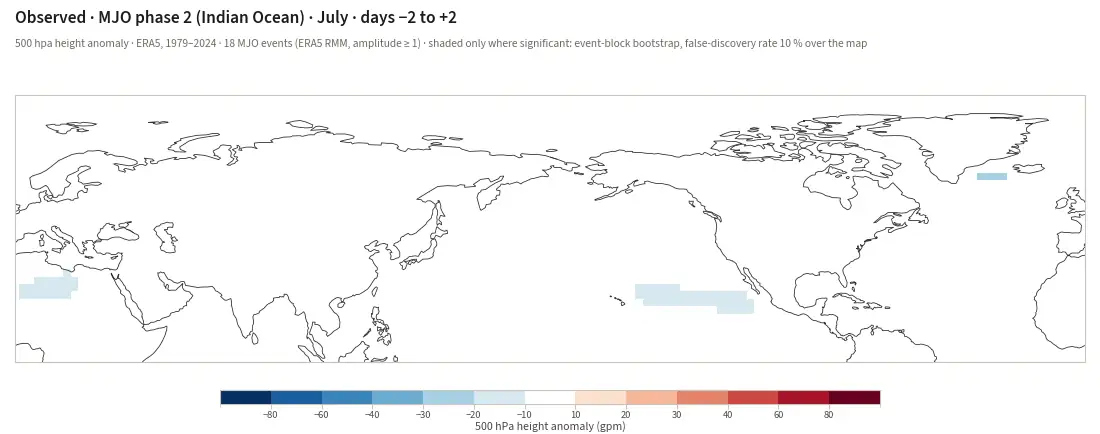 Observed · MJO phase 2 (Indian Ocean) · July · days −2 to +2
500 hpa height anomaly · ERA5, 1979–2024 · 18 MJO events (ERA5 RMM, amplitude ≥ 1) · shaded only where significant: event-block bootstrap, false-discovery rate 10 % over the map
−80 −60 −40 −30 −20 −10 10 20 30 40 60 80
500 hPa height anomaly (gpm)